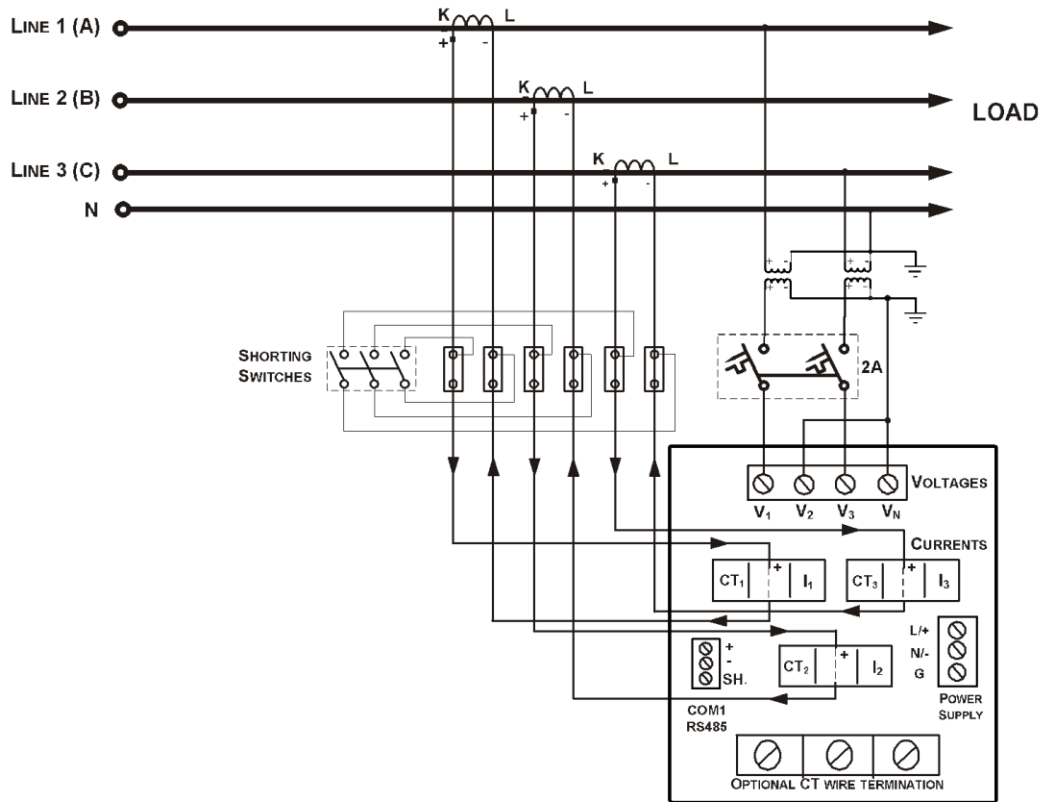 LINE 1 (A)
K L
+ -
LINE 2 (B)
K L
+ -
LOAD
LINE 3 (C)
K L
+ -
N
+ - + -
+ - + -
SHORTING
SWITCHES
2A
VOLTAGES
V1 V2 V3 VN
CURRENTS
CT1 + I1
CT3 + I3
L/+
N/-
G
POWER
SUPPLY
+
-
SH.
COM1
RS485
CT2 + I2
OPTIONAL CT WIRE TERMINATION